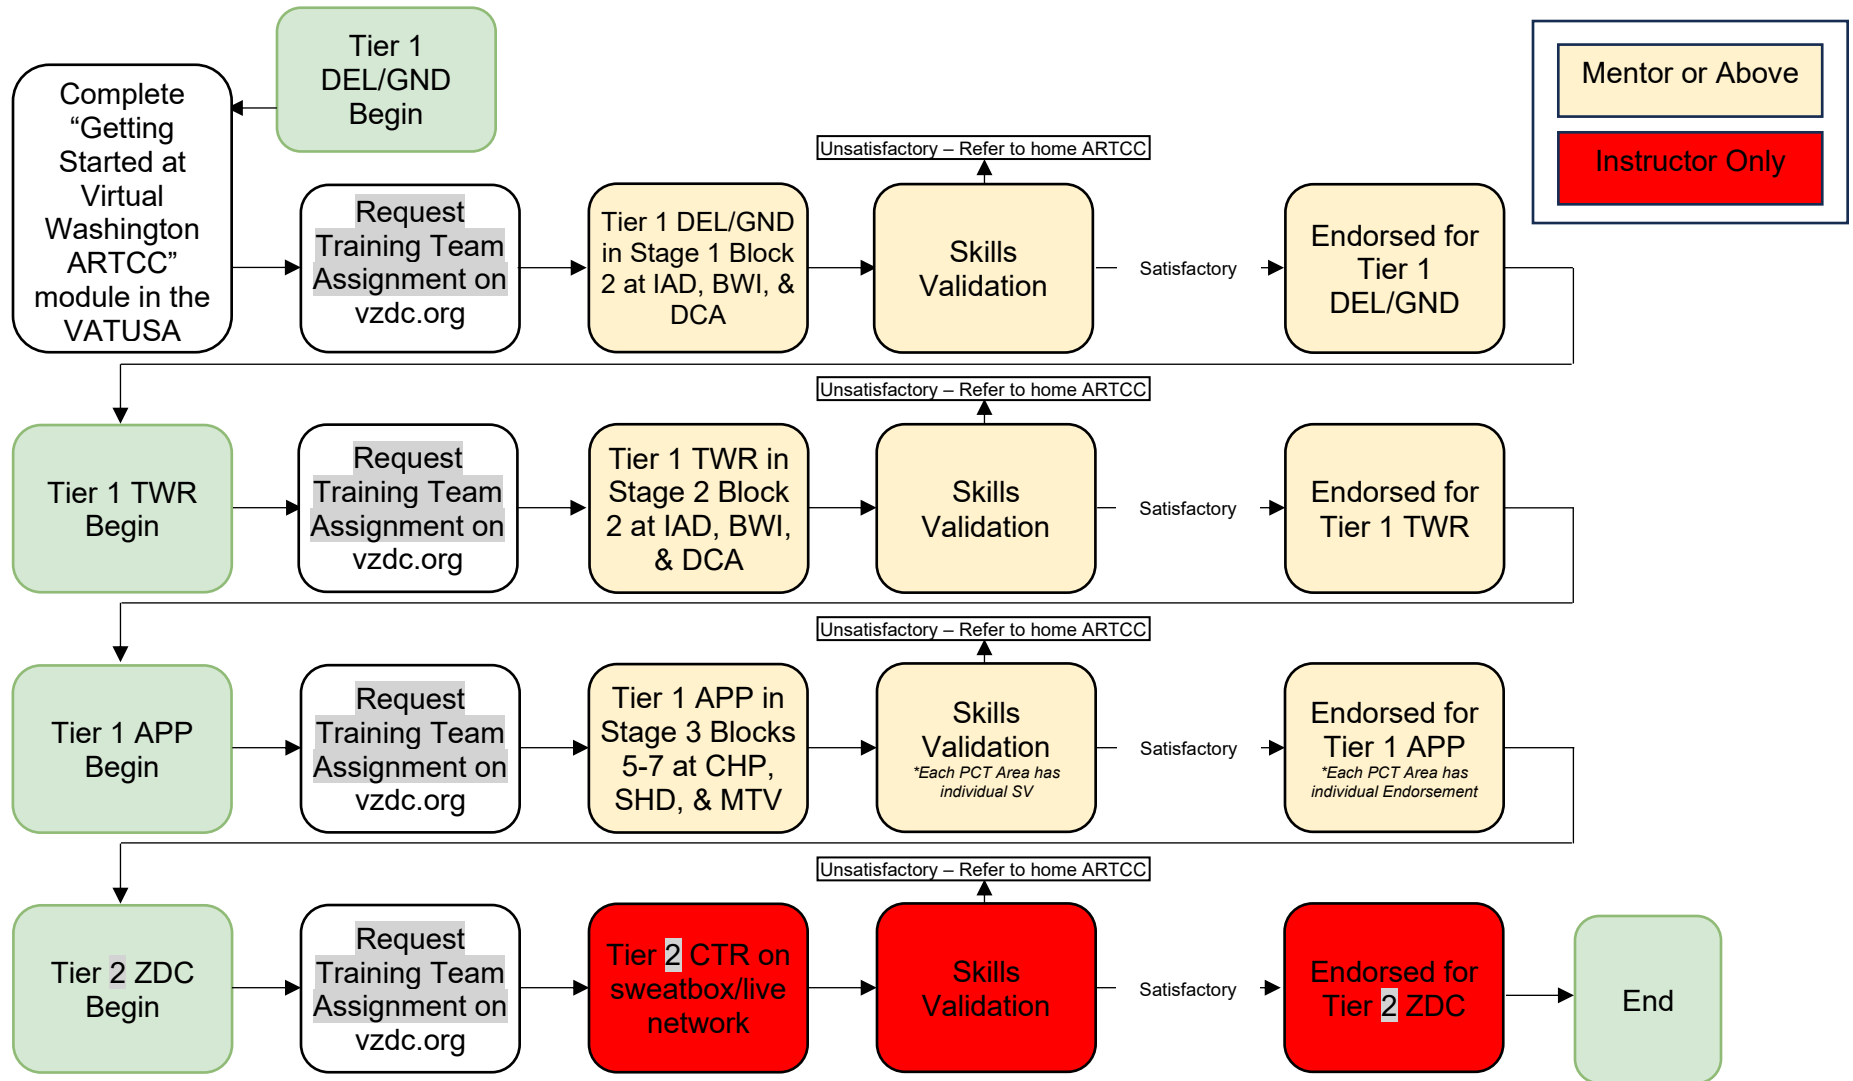 Tier 1
DEL/GND
Begin
Complete
“Getting
Started at
Virtual
Washington
ARTCC”
module in the
VATUSA
Mentor or Above
Instructor Only
Unsatisfactory – Refer to home ARTCC
Request
Training Team
Assignment on
vzdc.org
Tier 1 DEL/GND
in Stage 1 Block
2 at IAD, BWI, &
DCA
Skills
Validation
Satisfactory
Endorsed for
Tier 1
DEL/GND
Unsatisfactory – Refer to home ARTCC
Tier 1 TWR
Begin
Request
Training Team
Assignment on
vzdc.org
Tier 1 TWR in
Stage 2 Block
2 at IAD, BWI,
& DCA
Skills
Validation
Satisfactory
Endorsed for
Tier 1 TWR
Unsatisfactory – Refer to home ARTCC
Tier 1 APP
Begin
Request
Training Team
Assignment on
vzdc.org
Tier 1 APP in
Stage 3 Blocks
5-7 at CHP,
SHD, & MTV
Skills
Validation
*Each PCT Area has
individual SV
Satisfactory
Endorsed for
Tier 1 APP
*Each PCT Area has
individual Endorsement
Unsatisfactory – Refer to home ARTCC
Tier 2 ZDC
Begin
Request
Training Team
Assignment on
vzdc.org
Tier 2 CTR on
sweatbox/live
network
Skills
Validation
Satisfactory
Endorsed for
Tier 2 ZDC
End